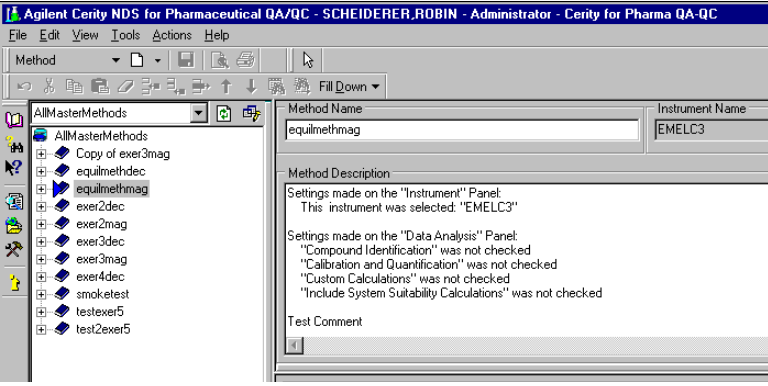 Agilent Cerity NDS for Pharmaceutical QA/QC - SCHEIDERER,ROBIN - Administrator - Cerity for Pharma QA-QC
File Edit View Tools Actions Help
Method
Fill Down
AllMasterMethods
AllMasterMethods
Copy of exer3mag
equilmethdec
equilmethmag
exer2dec
exer2mag
exer3dec
exer3mag
exer4dec
smoketest
testexer5
test2exer5
Method Name
equilmethmag
Instrument Name
EMELC3
Method Description
Settings made on the "Instrument" Panel:
This instrument was selected: "EMELC3"
Settings made on the "Data Analysis" Panel:
"Compound Identification" was not checked
"Calibration and Quantification" was not checked
"Custom Calculations" was not checked
"Include System Suitability Calculations" was not checked
Test Comment